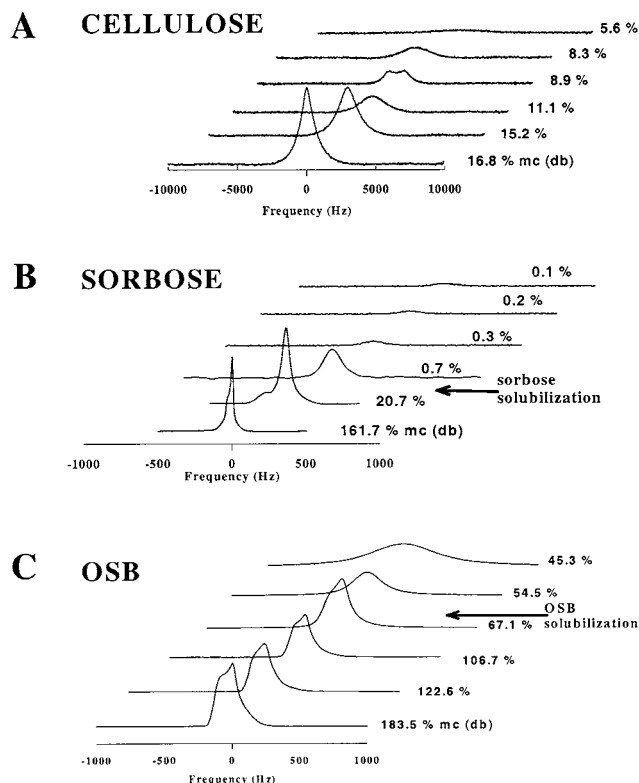 A CELLULOSE
5.6 %
8.3 %
8.9 %
11.1 %
15.2 %
16.8 % mc (db)
-10000 -5000 0 5000 10000
Frequency (Hz)
B SORBOSE
0.1 %
0.2 %
0.3 %
0.7 %
sorbose
solubilization
20.7 %
161.7 % mc (db)
-1000 -500 0 500 1000
Frequency (Hz)
C OSB
45.3 %
54.5 %
OSB
solubilization
67.1 %
106.7 %
122.6 %
183.5 % mc (db)
-1000 -500 0 500 1000
Frequency (Hz)